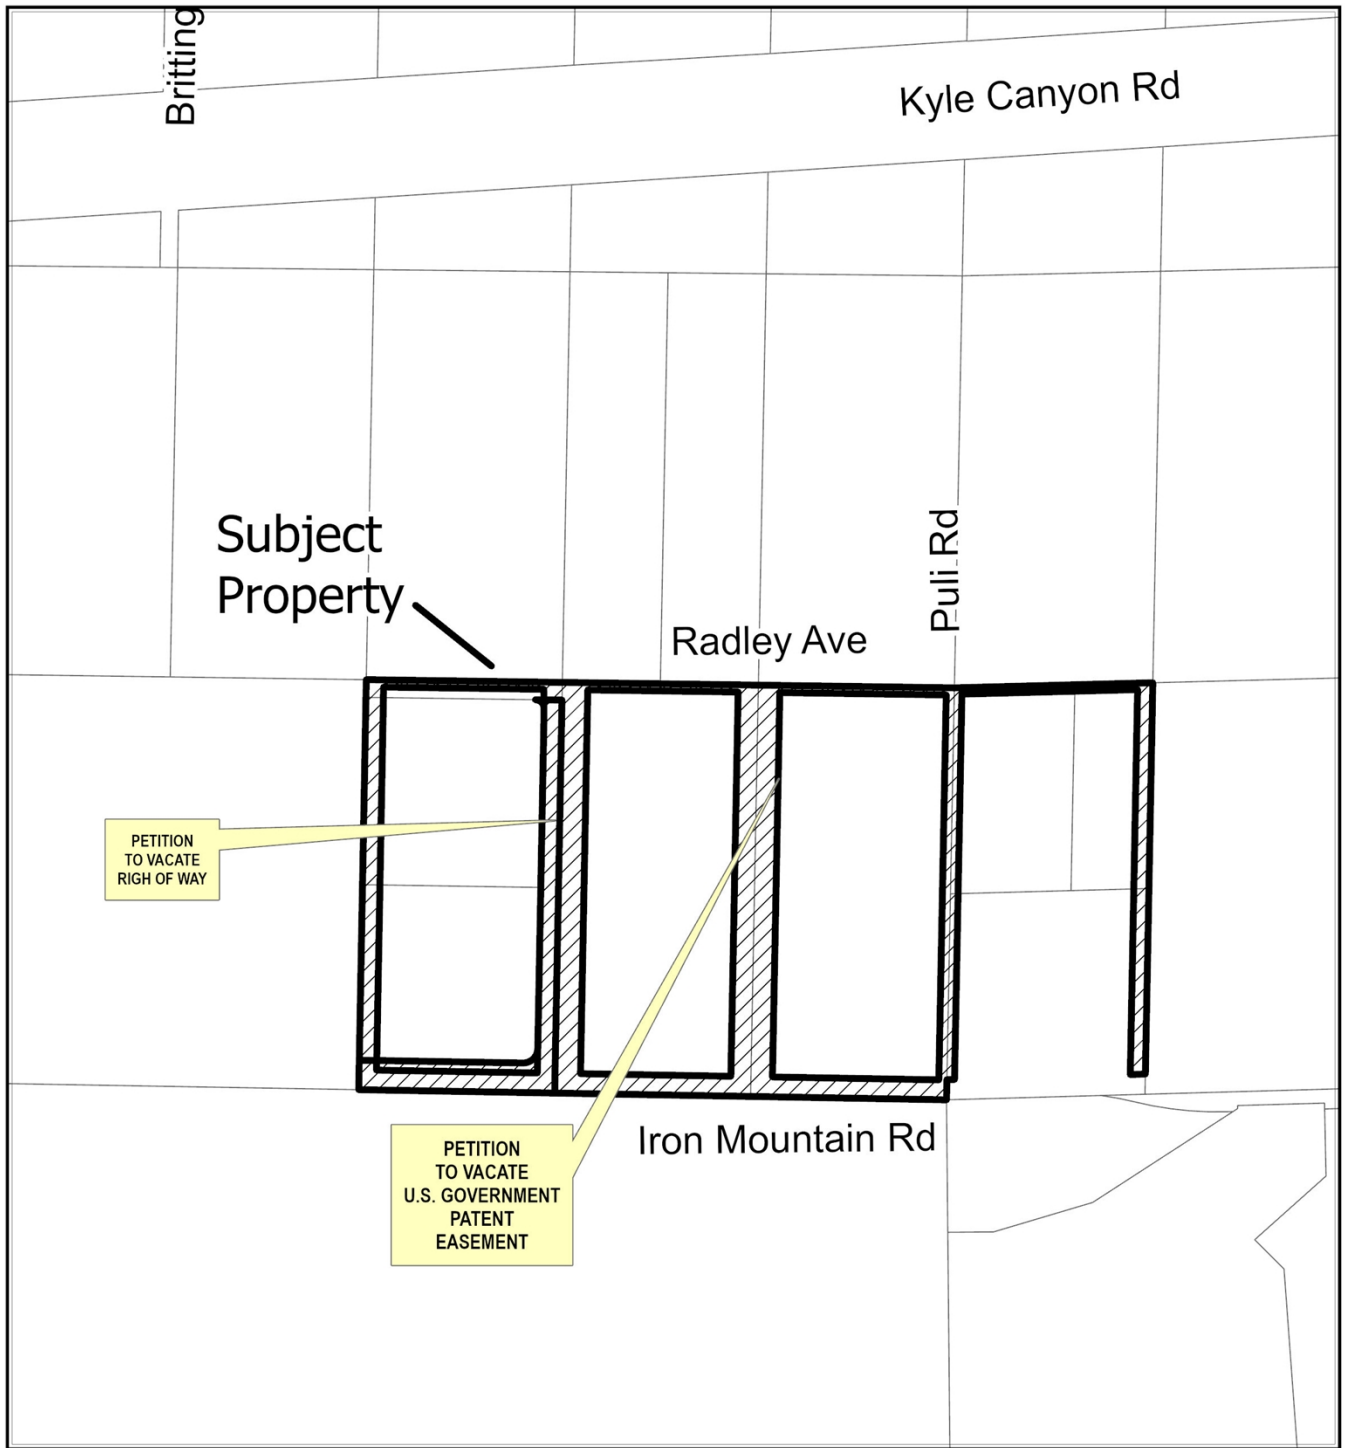 Britting
Kyle Canyon Rd
Subject
Property
Puli Rd
Radley Ave
PETITION
TO VACATE
RIGH OF WAY
Iron Mountain Rd
PETITION
TO VACATE
U.S. GOVERNMENT
PATENT
EASEMENT